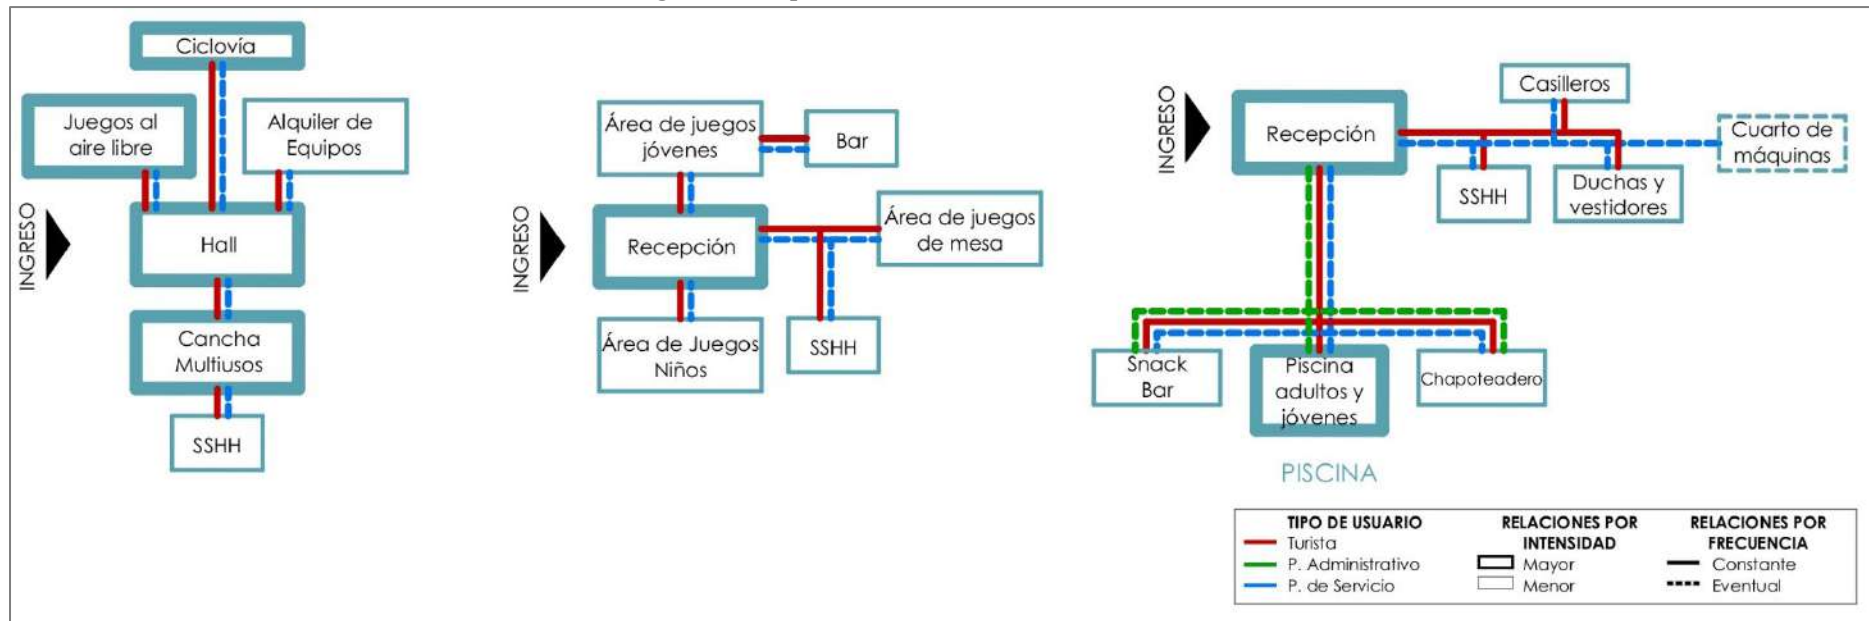 Ciclovía
Juegos al
aire libre
Alquiler de
Equipos
INGRESO
Hall
Cancha
Multiusos
SSHH
Área de juegos
jóvenes
Bar
INGRESO
Recepción
Área de juegos
de mesa
Área de Juegos
Niños
SSHH
INGRESO
Recepción
Casilleros
Cuarto de
máquinas
SSHH
Duchas y
vestidores
Snack
Bar
Piscina
adultos y
jóvenes
Chapoteadero
PISCINA
TIPO DE USUARIO
Turista
P. Administrativo
P. de Servicio
RELACIONES POR
INTENSIDAD
Mayor
Menor
RELACIONES POR
FRECUENCIA
Constante
Eventual